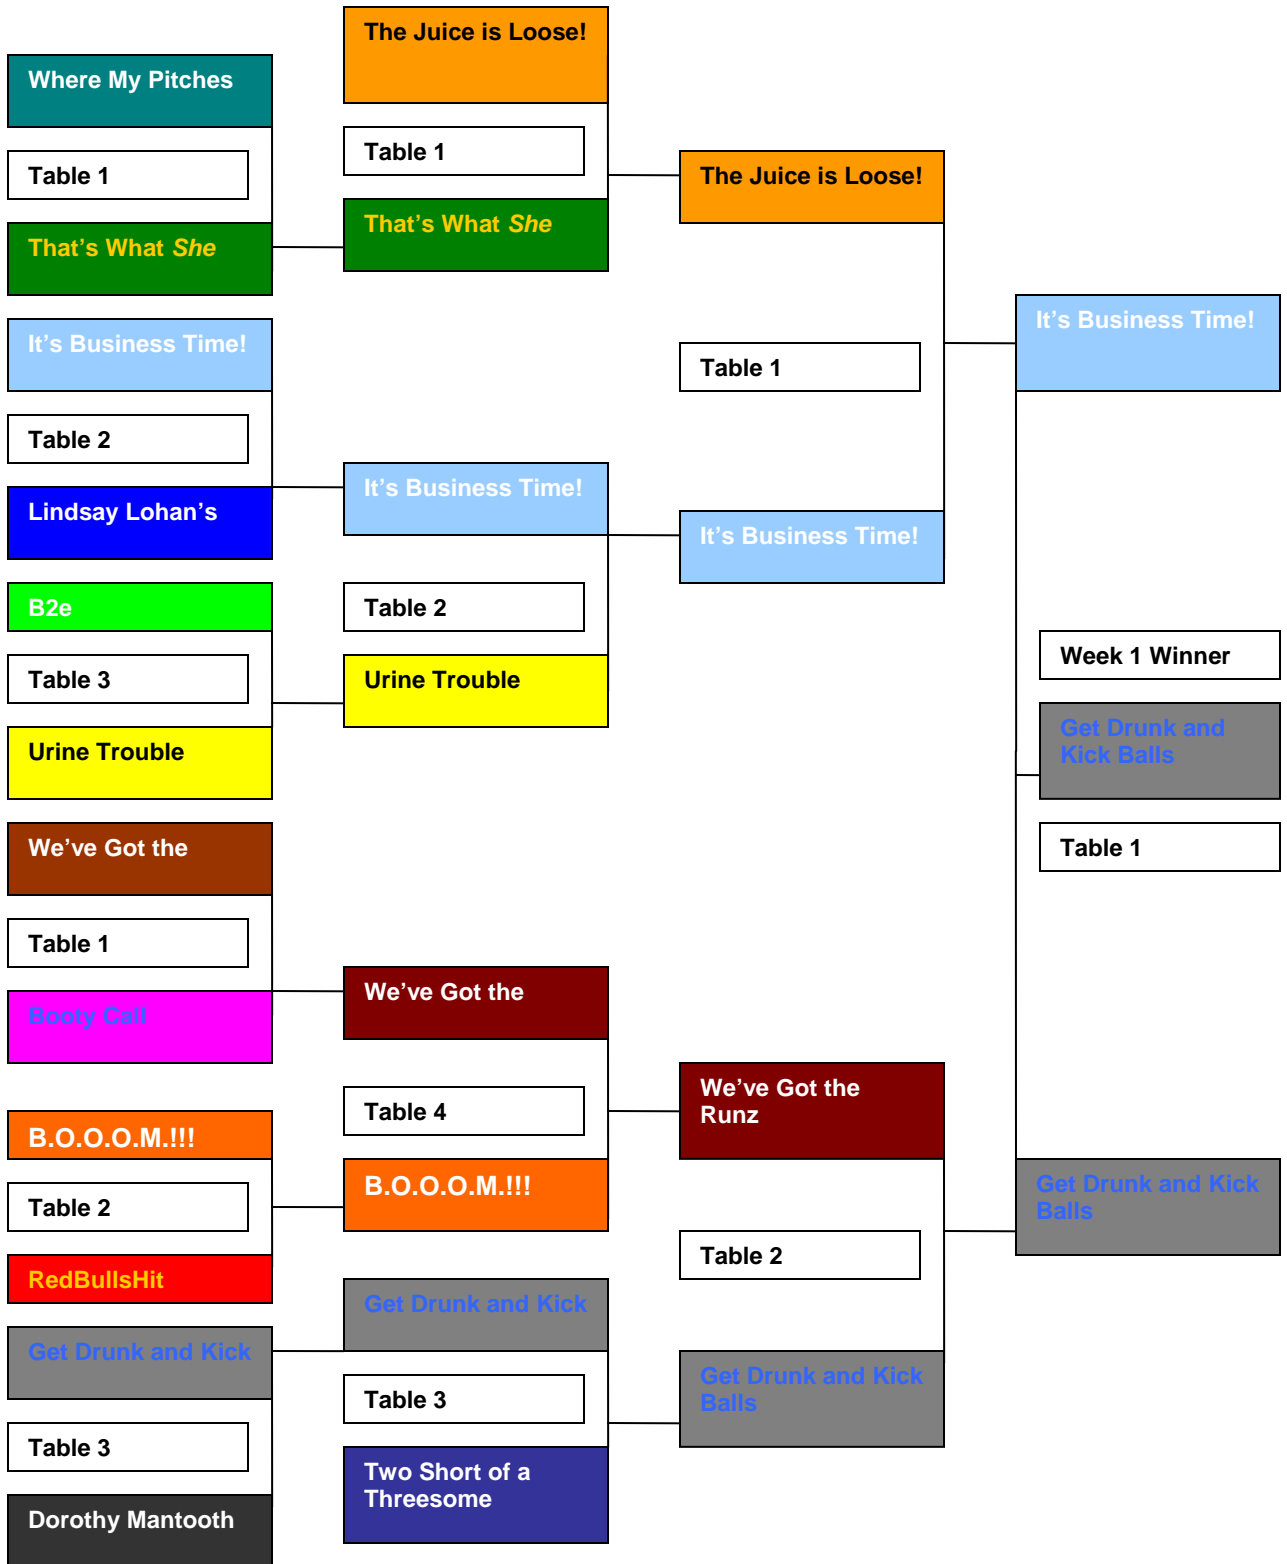 Where My Pitches
Table 1
That’s What She
It’s Business Time!
Table 2
Lindsay Lohan’s
B2e
Table 3
Urine Trouble
We’ve Got the
Table 1
Booty Call
B.O.O.O.M.!!!
Table 2
RedBullsHit
Get Drunk and Kick
Table 3
Dorothy Mantooth
The Juice is Loose!
Table 1
That’s What She
It’s Business Time!
Table 2
Urine Trouble
We’ve Got the
Table 4
B.O.O.O.M.!!!
Get Drunk and Kick
Table 3
Two Short of a
Threesome
The Juice is Loose!
Table 1
It’s Business Time!
We’ve Got the
Runz
Table 2
Get Drunk and Kick
Balls
It’s Business Time!
Week 1 Winner
Get Drunk and
Kick Balls
Table 1
Get Drunk and Kick
Balls